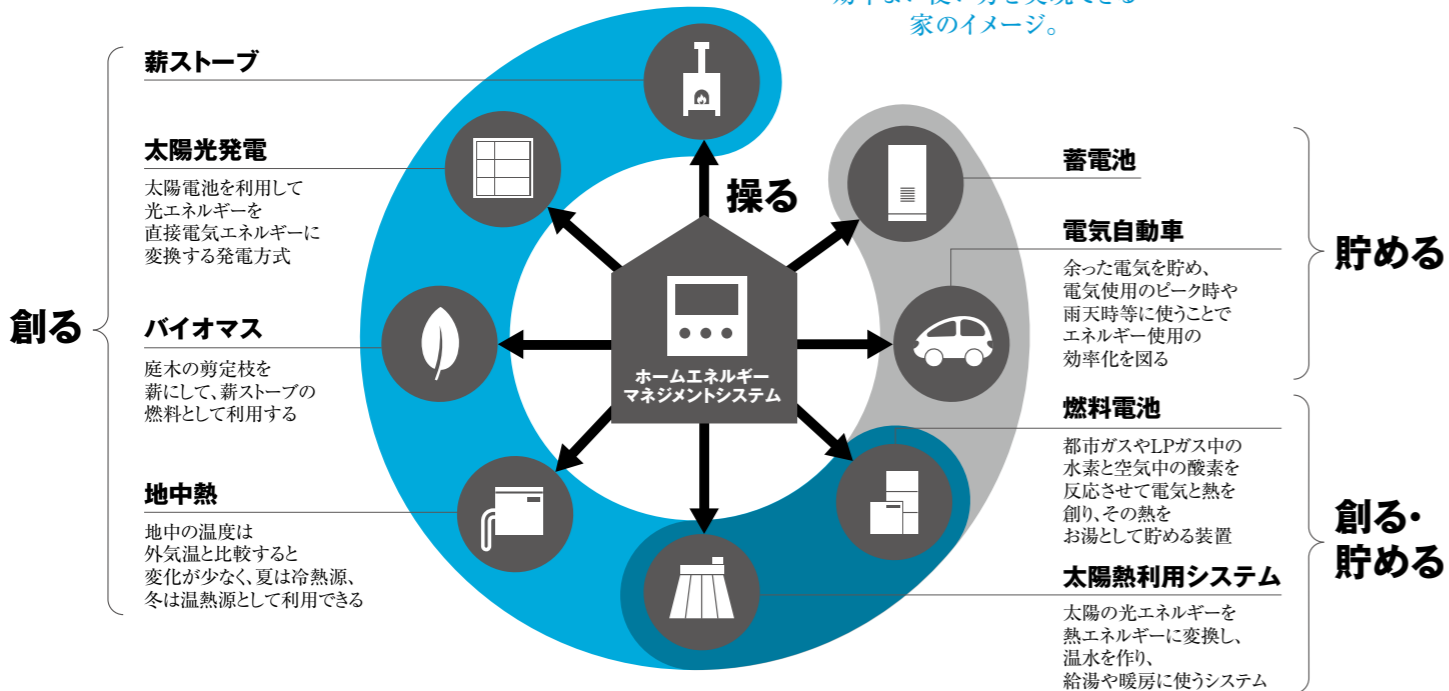 家のイメージ。
創る
薪ストーブ
太陽光発電
太陽電池を利用して
光エネルギーを
直接電気エネルギーに
変換する発電方式
バイオマス
庭木の剪定枝を
薪にして、薪ストーブの
燃料として利用する
地中熱
地中の温度は
外気温と比較すると
変化が少なく、夏は冷熱源、
冬は温熱源として利用できる
操る
ホームエネルギー
マネジメントシステム
蓄電池
電気自動車
余った電気を貯め、
電気使用のピーク時や
雨天時等に使うことで
エネルギー使用の
効率化を図る
貯める
燃料電池
都市ガスやLPガス中の
水素と空気中の酸素を
反応させて電気と熱を
創り、その熱を
お湯として貯める装置
太陽熱利用システム
太陽の光エネルギーを
熱エネルギーに変換し、
温水を作り、
給湯や暖房に使うシステム
創る・
貯める